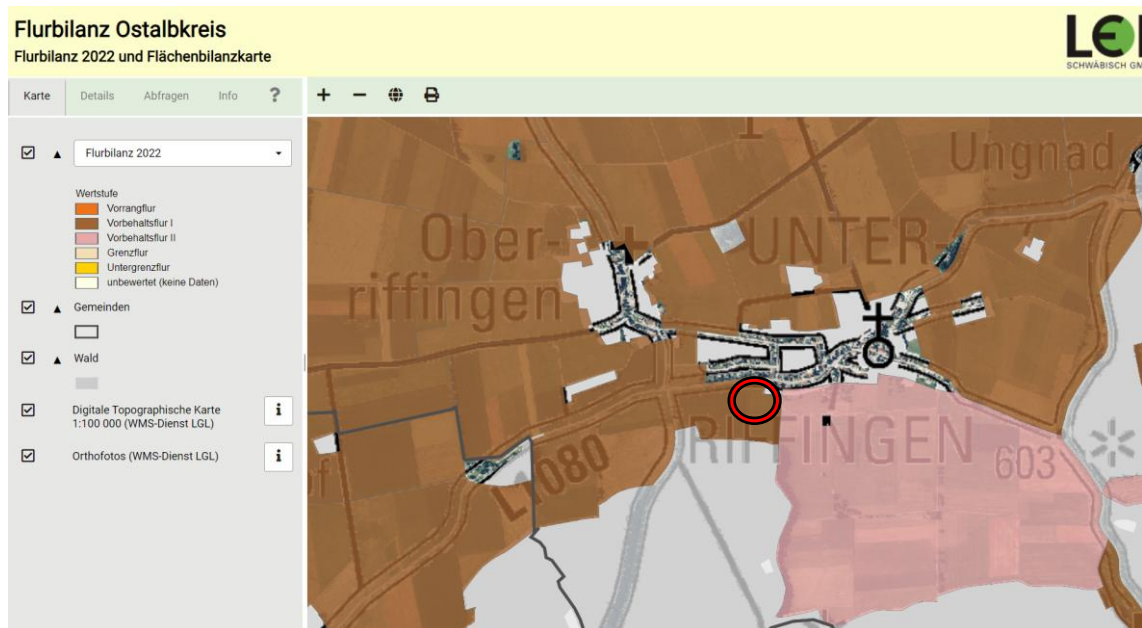 Flurbilanz Ostalbkreis
Flurbilanz 2022 und Flächenbilanzkarte
SCHWÄBISCH GM
Karte Details Abfragen Info ?
Flurbilanz 2022
Wertstufe
Vorrangflur
Vorbehaltsflur I
Vorbehaltsflur II
Grenzflur
Untergrenzflur
unbewertet (keine Daten)
Gemeinden
Wald
Digitale Topographische Karte
1:100 000 (WMS-Dienst LGL)
i
Orthofotos (WMS-Dienst LGL)
i
Ungnad
Ober-
riffingen
UNTER-
RIFFINGEN
603
L1080